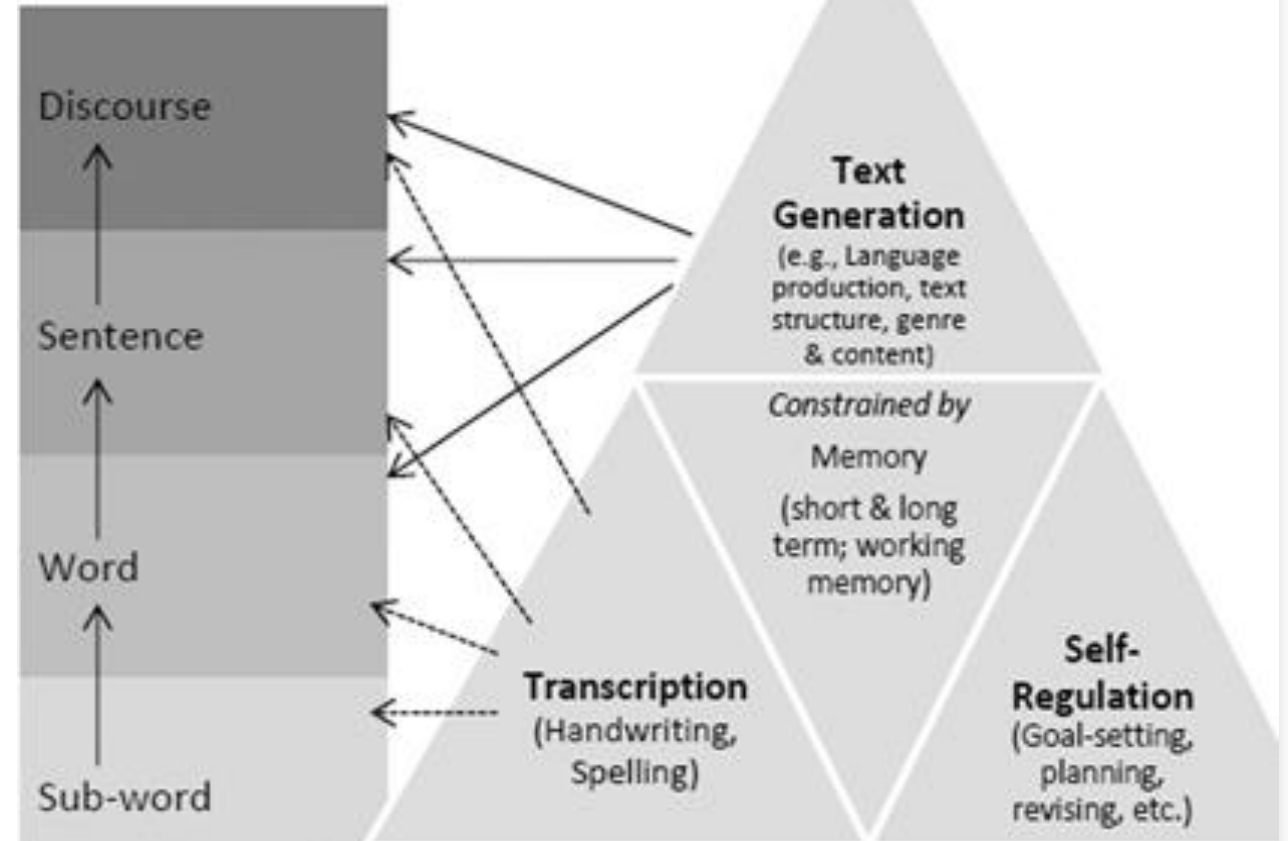 Discourse
Sentence
Word
Sub-word
Text
Generation
(e.g., Language
production, text
structure, genre
& content)
Constrained by
Memory
(short & long
term; working
memory)
Transcription
(Handwriting,
Spelling)
Self-
Regulation
(Goal-setting,
planning,
revising, etc.)